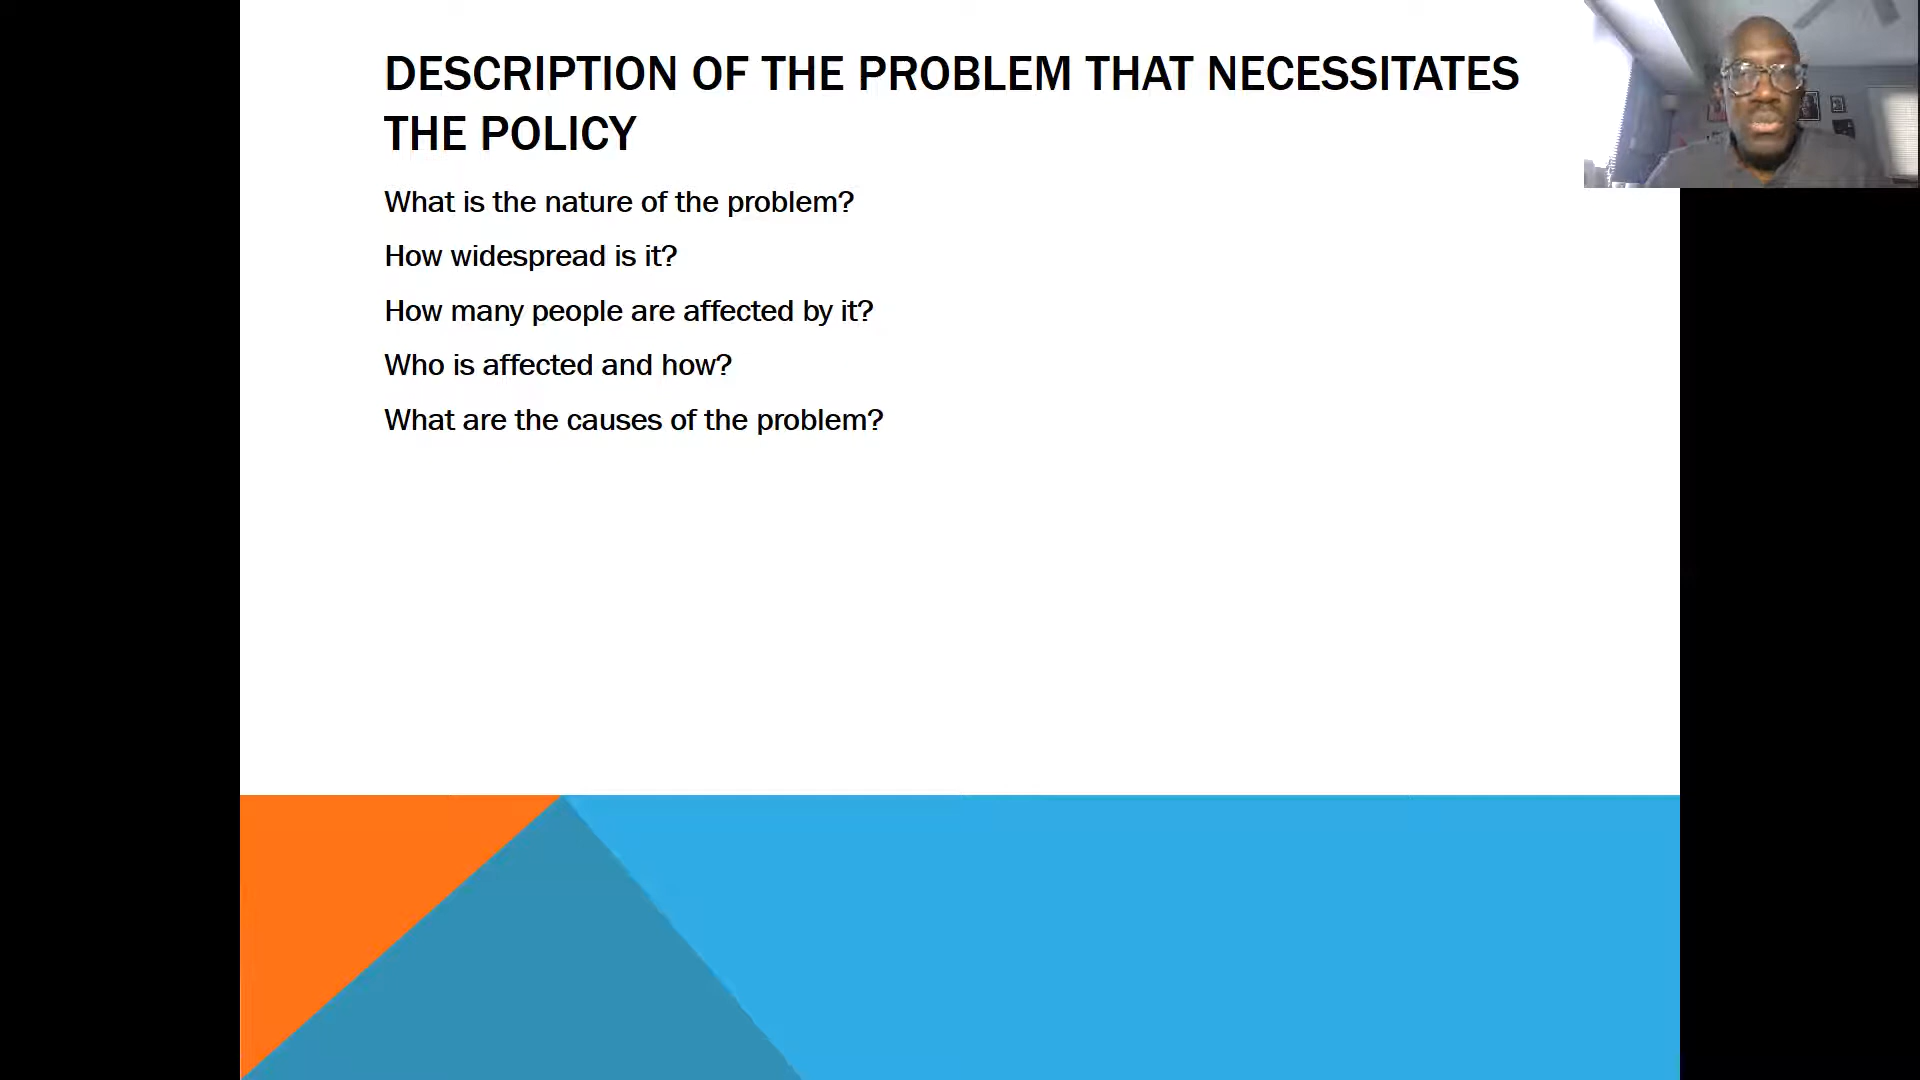 DESCRIPTION OF THE PROBLEM THAT NECESSITATES
THE POLICY
What is the nature of the problem?
How widespread is it?
How many people are affected by it?
Who is affected and how?
What are the causes of the problem?